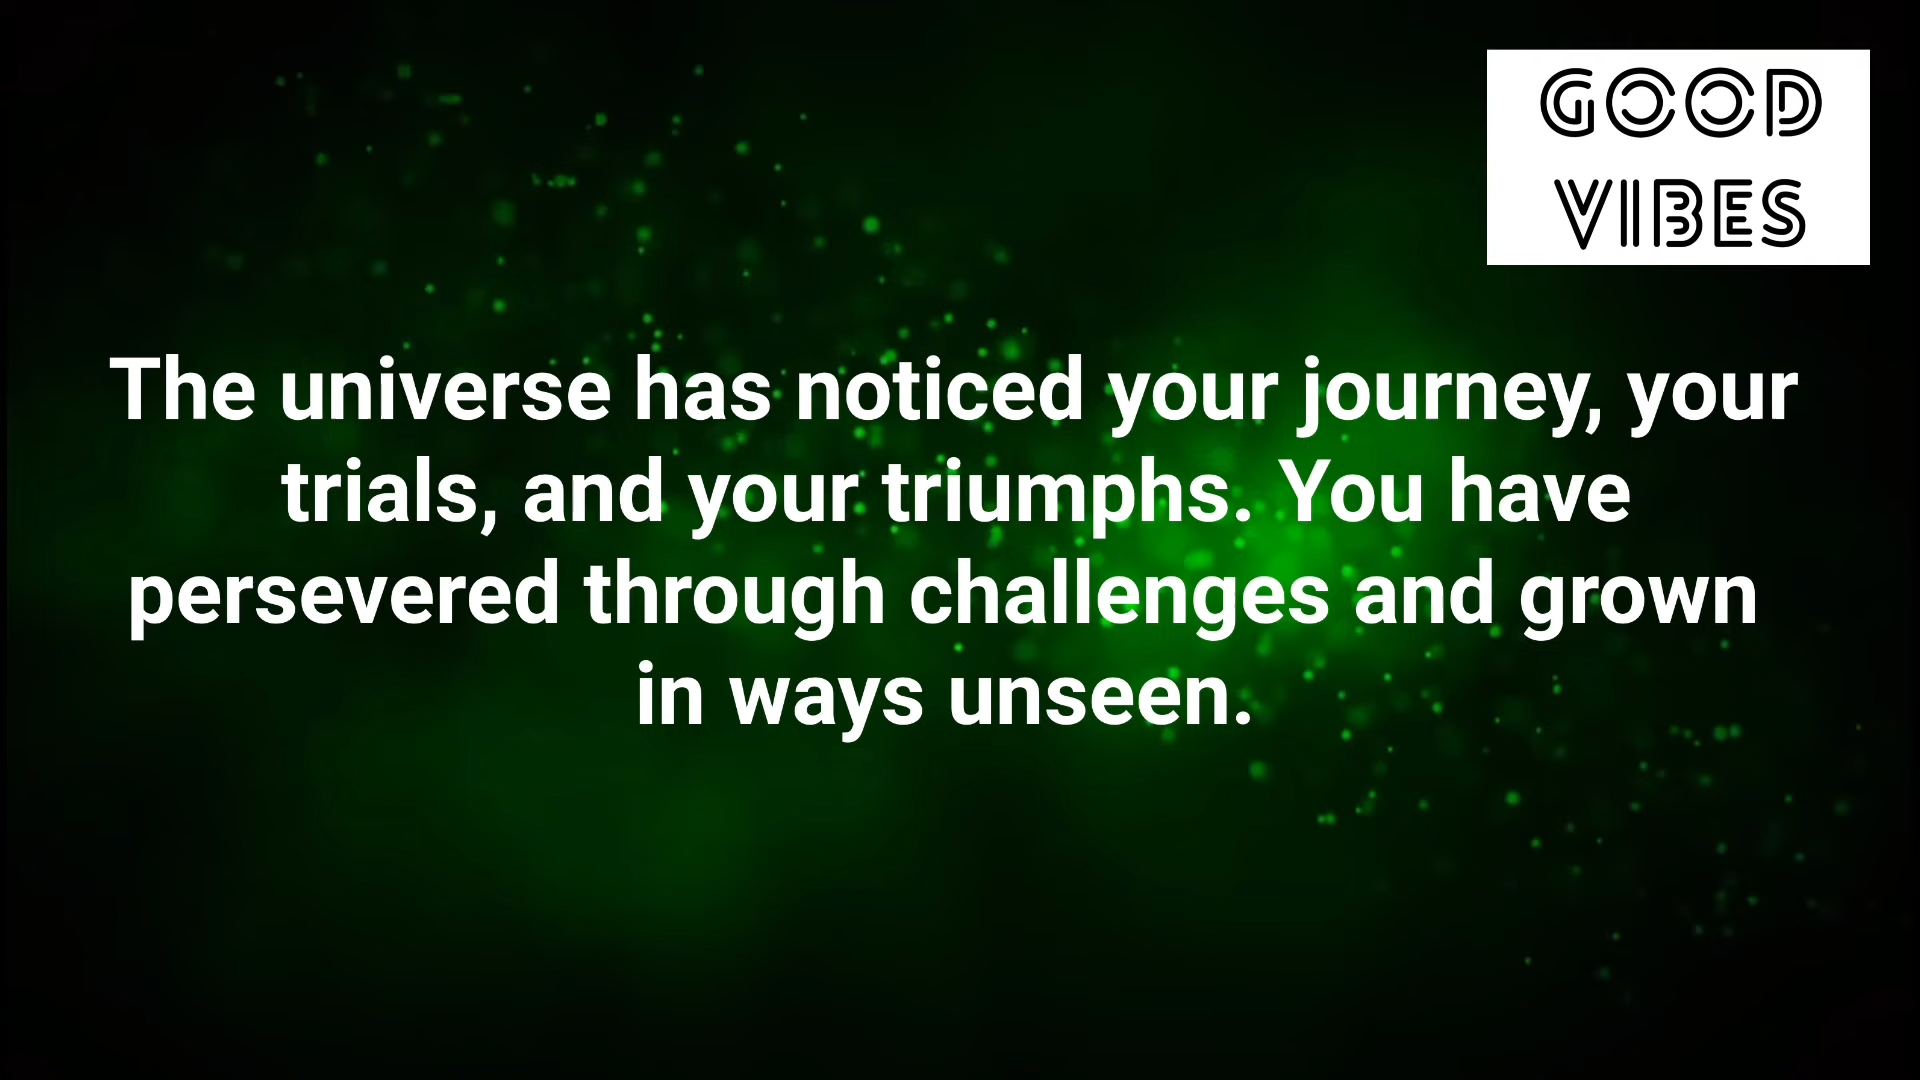 GOOD
VIBES
The universe has noticed your journey, your
trials, and your triumphs. You have
persevered through challenges and grown
in ways unseen.